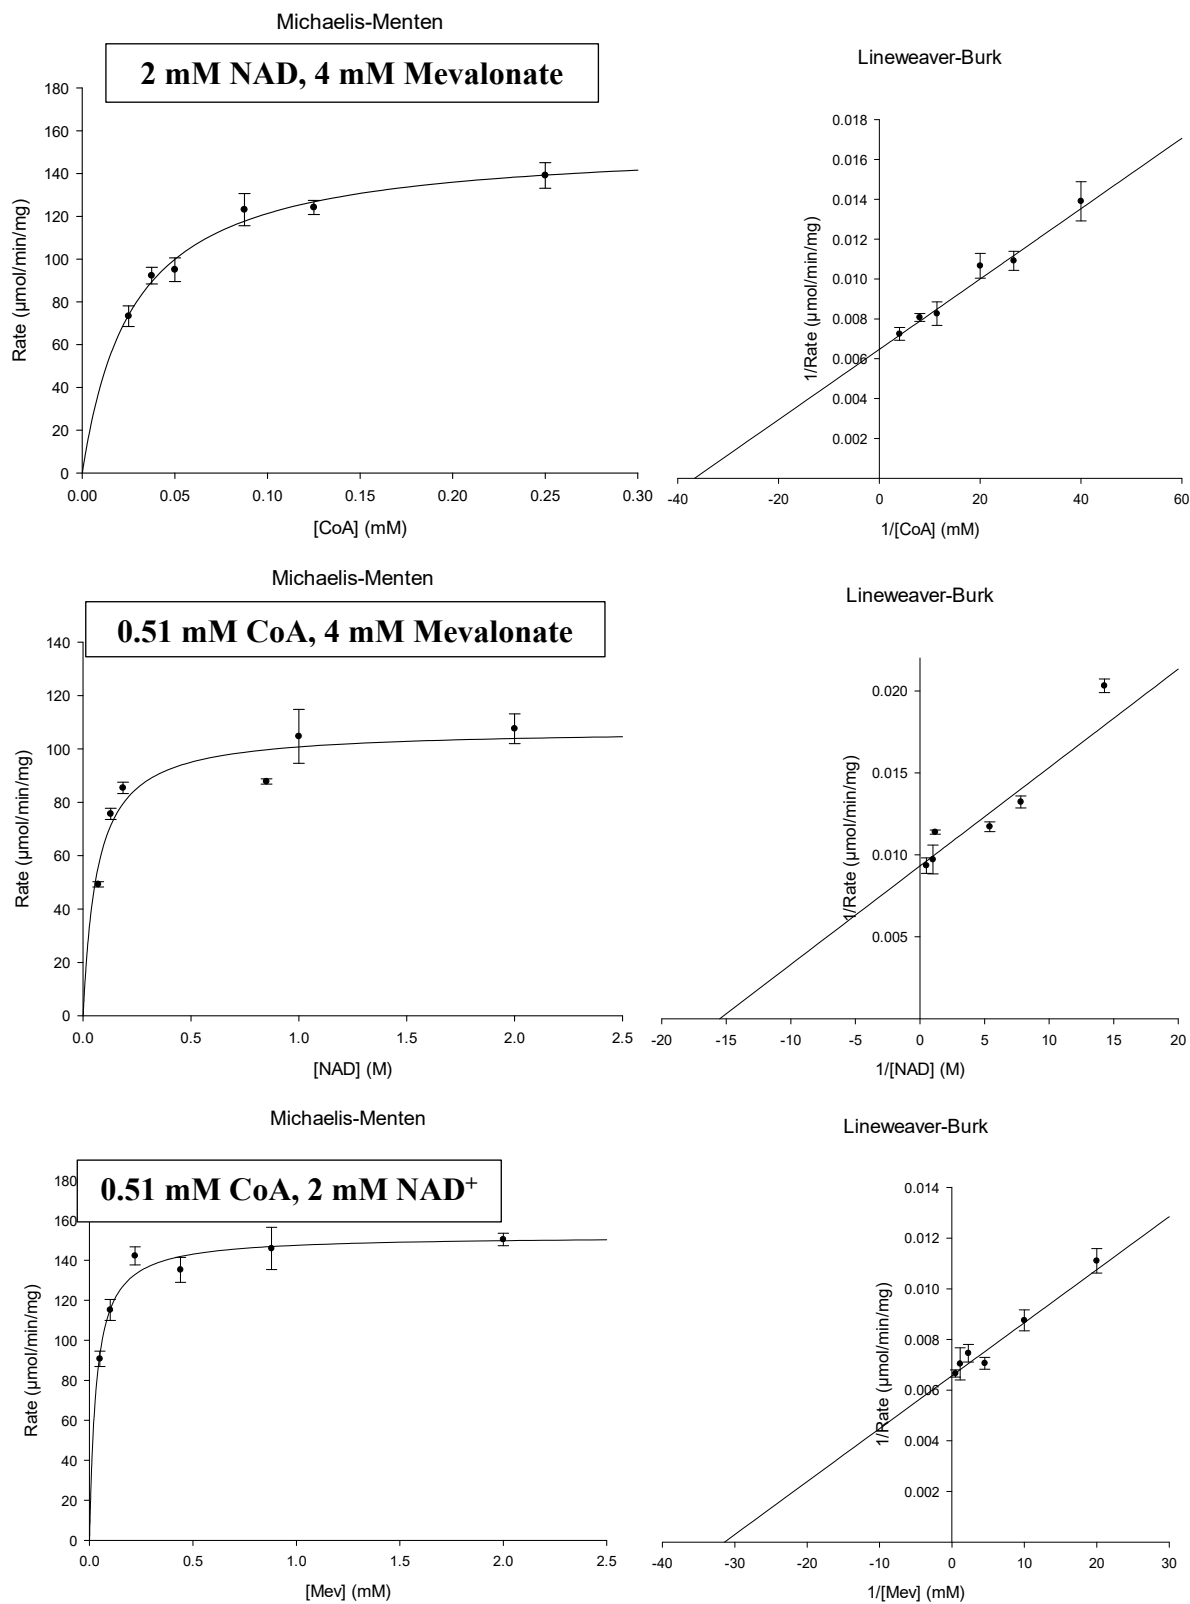 Michaelis-Menten
2 mM NAD, 4 mM Mevalonate
Rate (µmol/min/mg)
180
160
140
120
100
80
60
40
20
0
0.00 0.05 0.10 0.15 0.20 0.25 0.30
[CoA] (mM)
Lineweaver-Burk
1/Rate (µmol/min/mg)
0.018
0.016
0.014
0.012
0.010
0.008
0.006
0.004
0.002
-40 -20 0 20 40 60
1/[CoA] (mM)
Michaelis-Menten
0.51 mM CoA, 4 mM Mevalonate
Rate (µmol/min/mg)
140
120
100
80
60
40
20
0
0.0 0.5 1.0 1.5 2.0 2.5
[NAD] (M)
Lineweaver-Burk
1/Rate (µmol/min/mg)
0.020
0.015
0.010
0.005
-20 -15 -10 -5 0 5 10 15 20
1/[NAD] (M)
Michaelis-Menten
0.51 mM CoA, 2 mM NAD⁺
Rate (µmol/min/mg)
180
160
140
120
100
80
60
40
20
0
0.0 0.5 1.0 1.5 2.0 2.5
[Mev] (mM)
Lineweaver-Burk
1/Rate (µmol/min/mg)
0.014
0.012
0.010
0.008
0.006
0.004
0.002
-40 -30 -20 -10 0 10 20 30
1/[Mev] (mM)